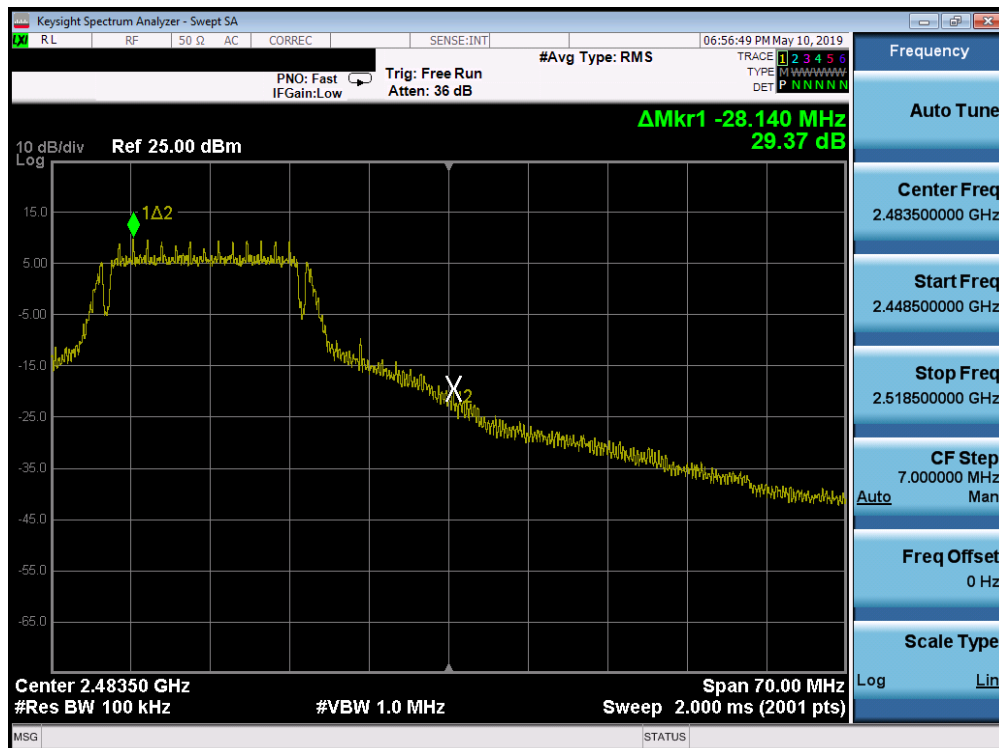 Keysight Spectrum Analyzer - Swept SA
LXI RL RF 50 Ω AC CORREC SENSE:INT 06:56:49 PM May 10, 2019
PNO: Fast
IFGain:Low
Trig: Free Run
Atten: 36 dB
#Avg Type: RMS
TRACE 1 2 3 4 5 6
TYPE M W W W W W
DET P N N N N N
ΔMkr1 -28.140 MHz
29.37 dB
10 dB/div Ref 25.00 dBm
Log
15.0
5.00
-5.00
-15.0
-25.0
-35.0
-45.0
-55.0
-65.0
1Δ2
X2
Center 2.48350 GHz Span 70.00 MHz
#Res BW 100 kHz #VBW 1.0 MHz Sweep 2.000 ms (2001 pts)
MSG STATUS
Frequency
Auto Tune
Center Freq
2.483500000 GHz
Start Freq
2.448500000 GHz
Stop Freq
2.518500000 GHz
CF Step
7.000000 MHz
Auto Man
Freq Offset
0 Hz
Scale Type
Log Lin